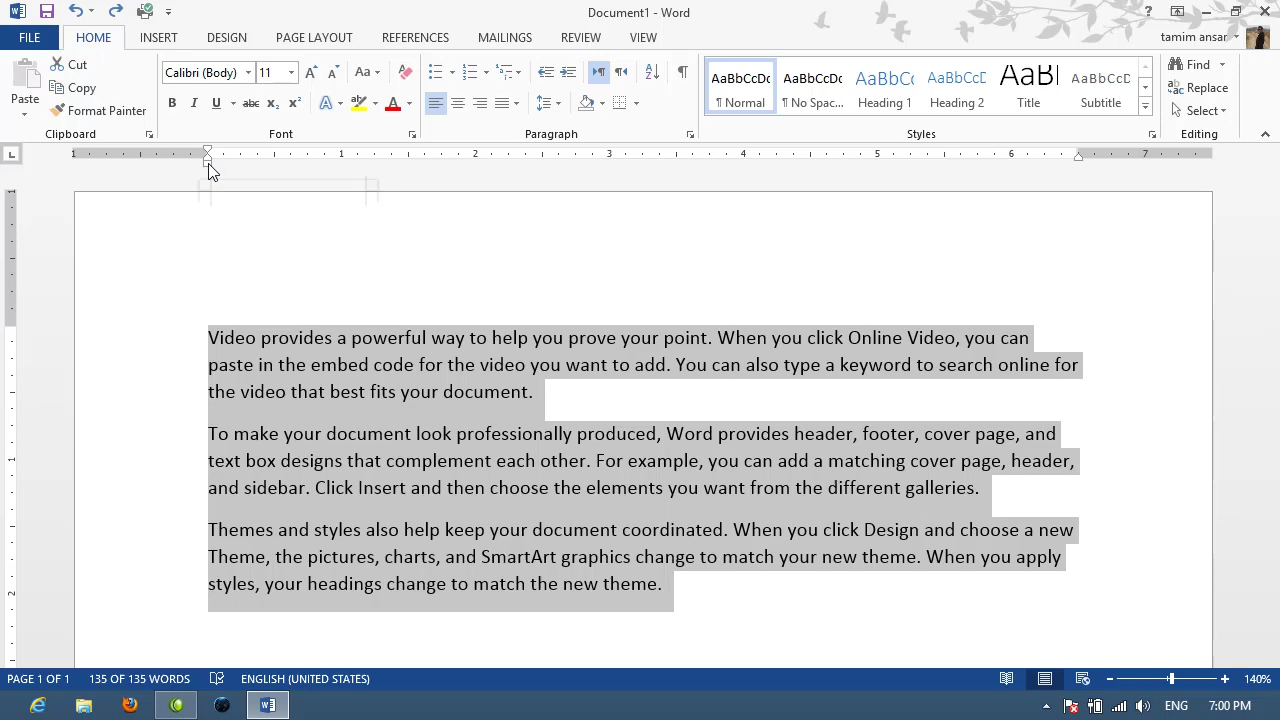 Document1 - Word
FILE HOME INSERT DESIGN PAGE LAYOUT REFERENCES MAILINGS REVIEW VIEW tamim ansar
Paste
Cut
Copy
Format Painter
Clipboard
Calibri (Body) 11
Font
Paragraph
AaBbCcDc AaBbCcDc AaBbCc AaBbCcD AaBl AaBbCcD
¶ Normal ¶ No Spac... Heading 1 Heading 2 Title Subtitle
Styles
Find
Replace
Select
Editing
1 1 2 3 4 5 6 7
Video provides a powerful way to help you prove your point. When you click Online Video, you can
paste in the embed code for the video you want to add. You can also type a keyword to search online for
the video that best fits your document.
To make your document look professionally produced, Word provides header, footer, cover page, and
text box designs that complement each other. For example, you can add a matching cover page, header,
and sidebar. Click Insert and then choose the elements you want from the different galleries.
Themes and styles also help keep your document coordinated. When you click Design and choose a new
Theme, the pictures, charts, and SmartArt graphics change to match your new theme. When you apply
styles, your headings change to match the new theme.
PAGE 1 OF 1 135 OF 135 WORDS ENGLISH (UNITED STATES) 140%
ENG 7:00 PM